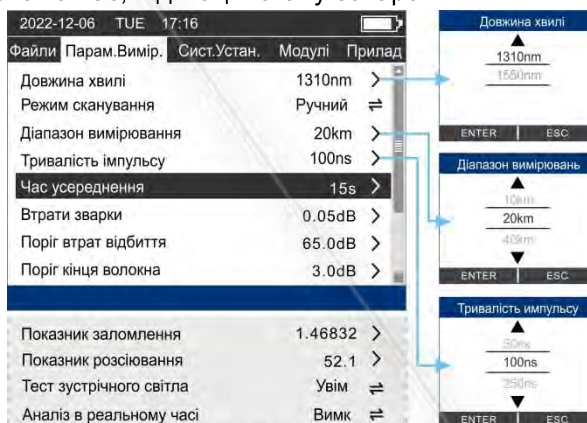 2022-12-06 TUE 17:16
Файли Парам.Вимір. Сист.Устан. Модулі Прилад
Довжина хвилі 1310nm >
Режим сканування Ручний ⇌
Діапазон вимірювання 20km >
Тривалість імпульсу 100ns >
Час усереднення 15s >
Втрати зварки 0.05dB >
Поріг втрат відбиття 65.0dB >
Поріг кінця волокна 3.0dB >
Показник заломлення 1.46832 >
Показник розсіювання 52.1 >
Тест зустрічного світла Увім ⇌
Аналіз в реальному часі Вимк ⇌
Довжина хвилі
1310nm
1550nm
ENTER ESC
Діапазон вимірювань
10km
20km
40km
ENTER ESC
Тривалість импульсу
50ns
100ns
250ns
ENTER ESC